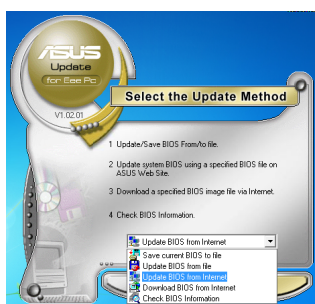 ASUS
Update
for Eee Pc
V1.02.01
Select the Update Method
1 Update/Save BIOS From/to file.
2 Update system BIOS using a specified BIOS file on
ASUS Web Site.
3 Download a specified BIOS image file via Internet.
4 Check BIOS Information.
Update BIOS from Internet
Save current BIOS to file
Update BIOS from file
Update BIOS from Internet
Download BIOS from Internet
Check BIOS Information